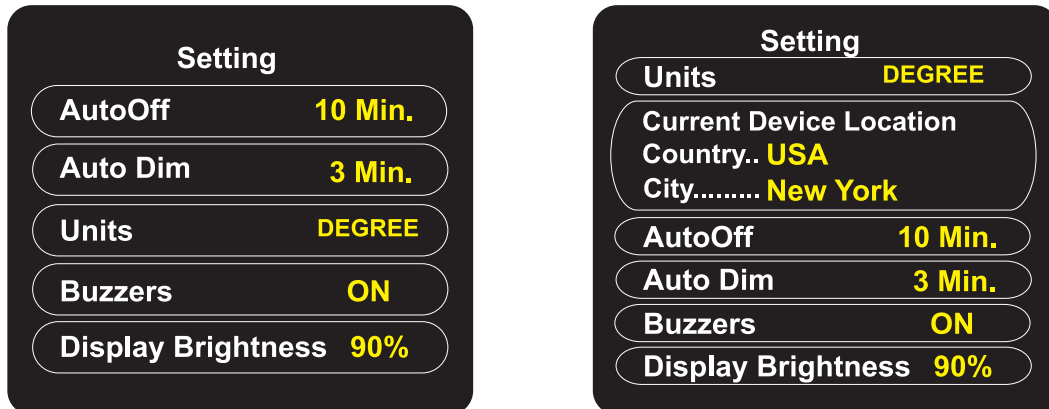 Setting
AutoOff 10 Min.
Auto Dim 3 Min.
Units DEGREE
Buzzers ON
Display Brightness 90%
Setting
Units DEGREE
Current Device Location
Country.. USA
City......... New York
AutoOff 10 Min.
Auto Dim 3 Min.
Buzzers ON
Display Brightness 90%